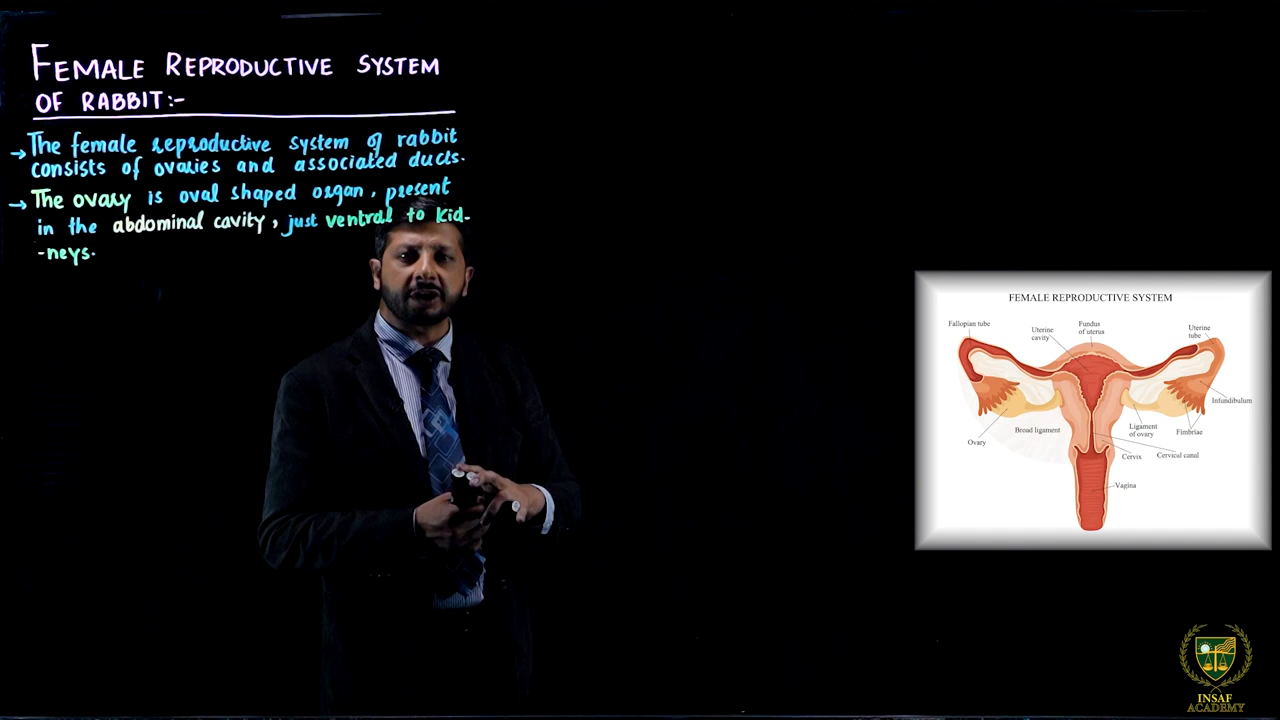 FEMALE REPRODUCTIVE SYSTEM
OF RABBIT:-
→ The female reproductive system of rabbit
consists of ovaries and associated ducts.
→ The ovary is oval shaped organ, present
in the abdominal cavity, just ventral to kid-
-neys.
FEMALE REPRODUCTIVE SYSTEM
Fallopian tube
Uterine
cavity
Fundus
of uterus
Uterine
tube
Infundibulum
Ovary
Broad ligament
Ligament
of ovary
Fimbriae
Cervix
Cervical canal
Vagina
INSAF
ACADEMY